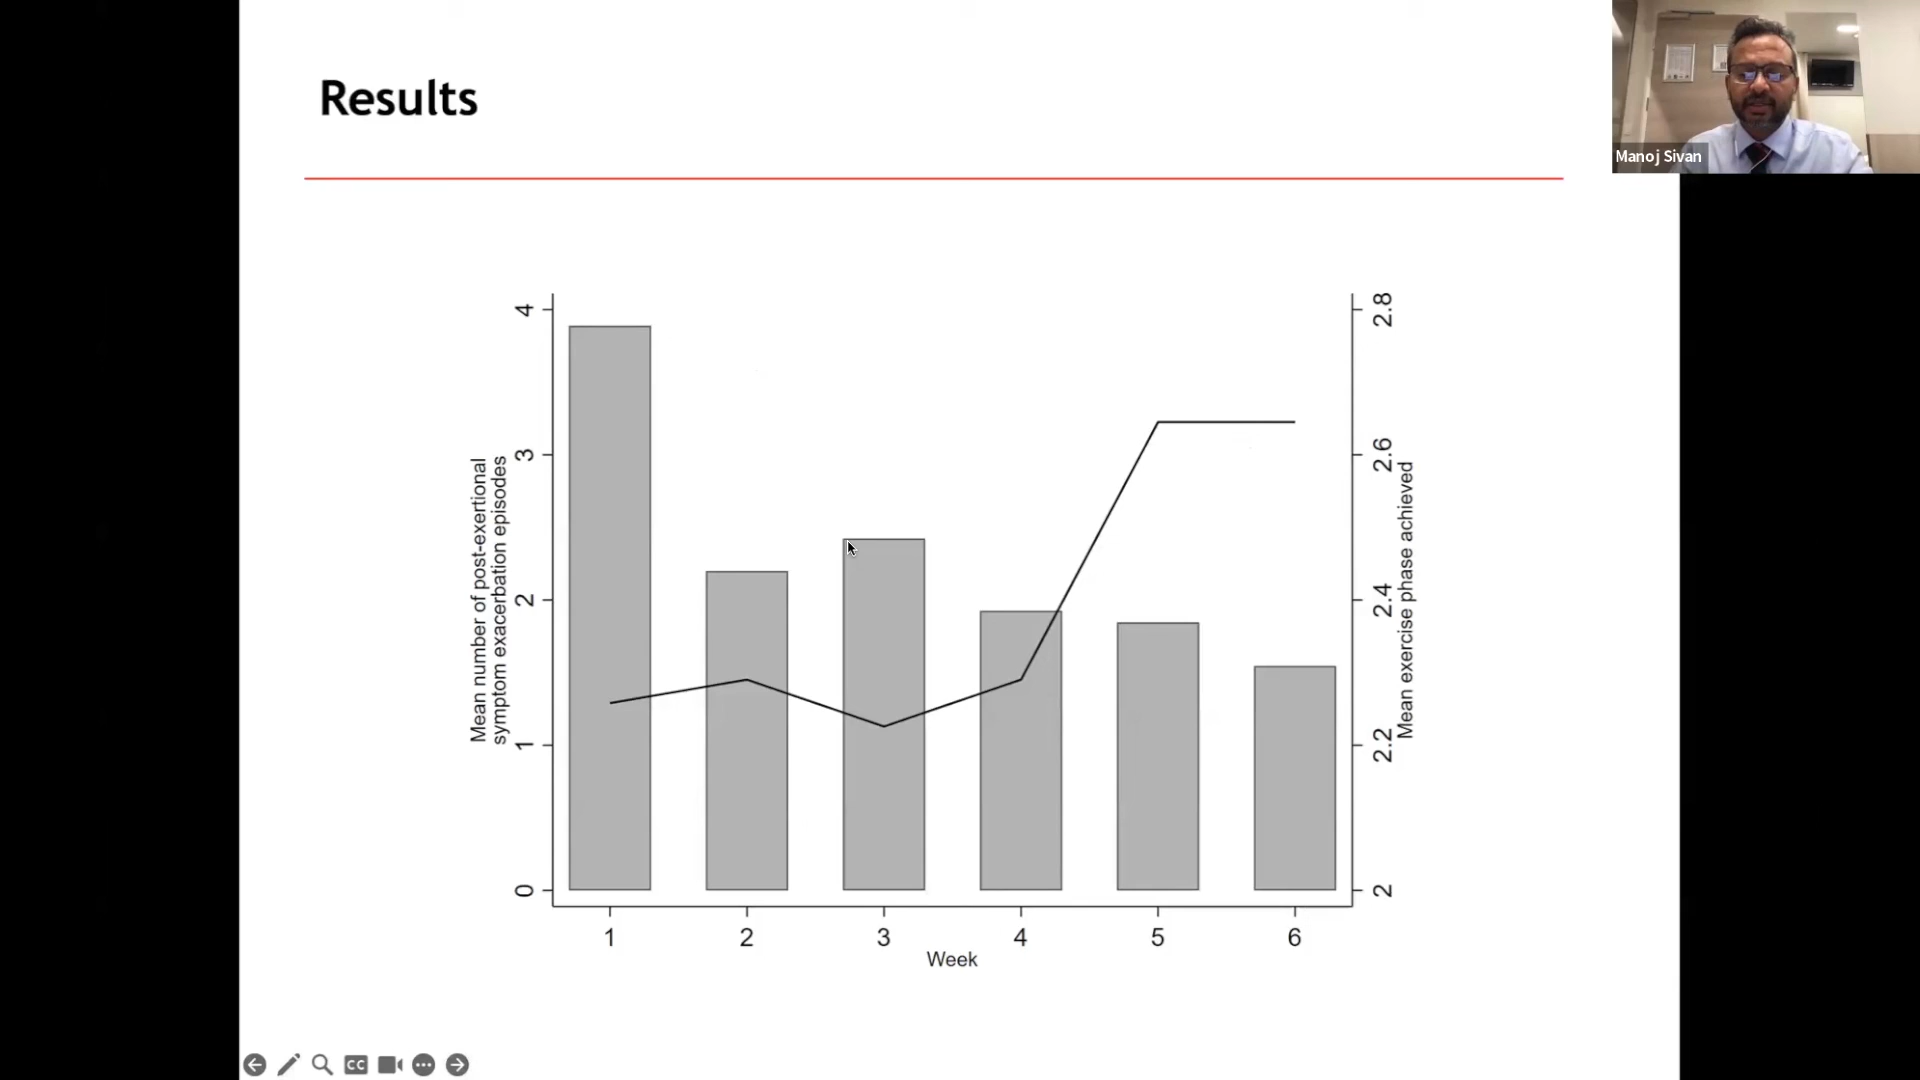 Results
Manoj Sivan
Mean number of post-exertional
symptom exacerbation episodes
4
3
2
1
0
2.8
2.6
2.4
2.2
2
Mean exercise phase achieved
1 2 3 4 5 6
Week
CC